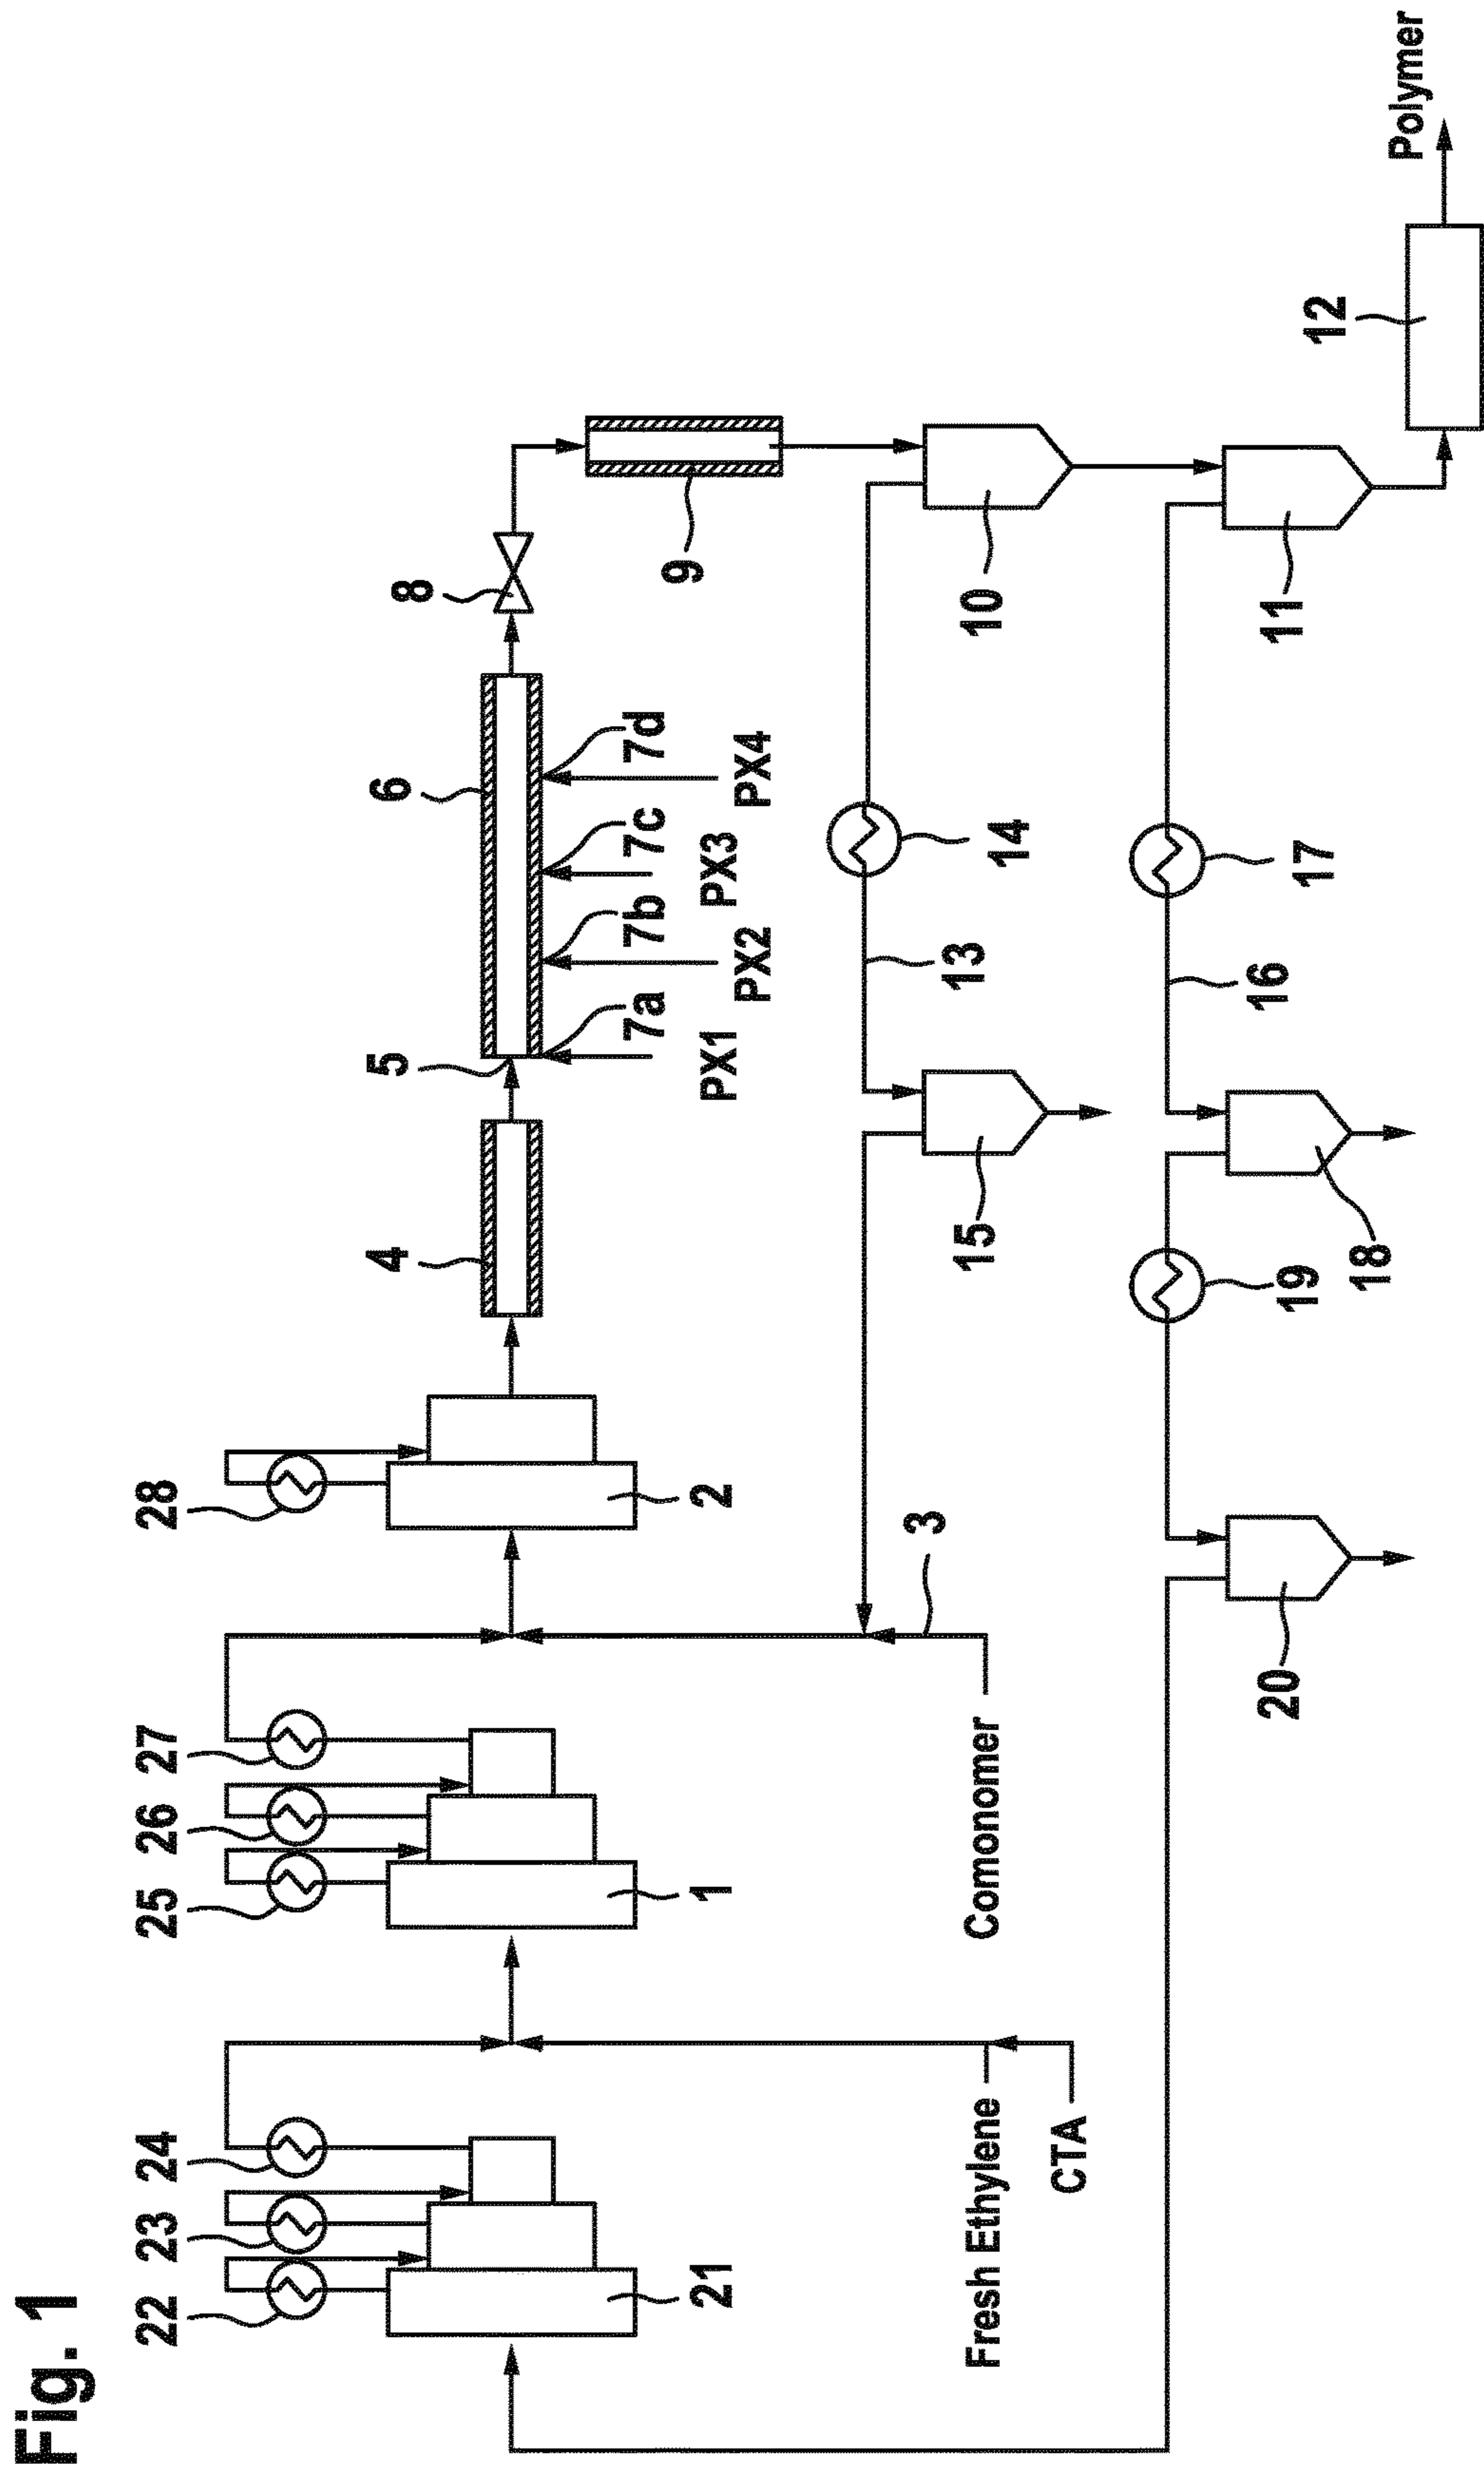 Fig. 1
22
23
24
25
26
27
28
21
1
2
4
5
6
8
9
7a
7b
7c
7d
PX1
PX2
PX3
PX4
3
13
14
15
10
16
17
18
19
20
11
12
Fresh Ethylene
CTA
Comonomer
Polymer